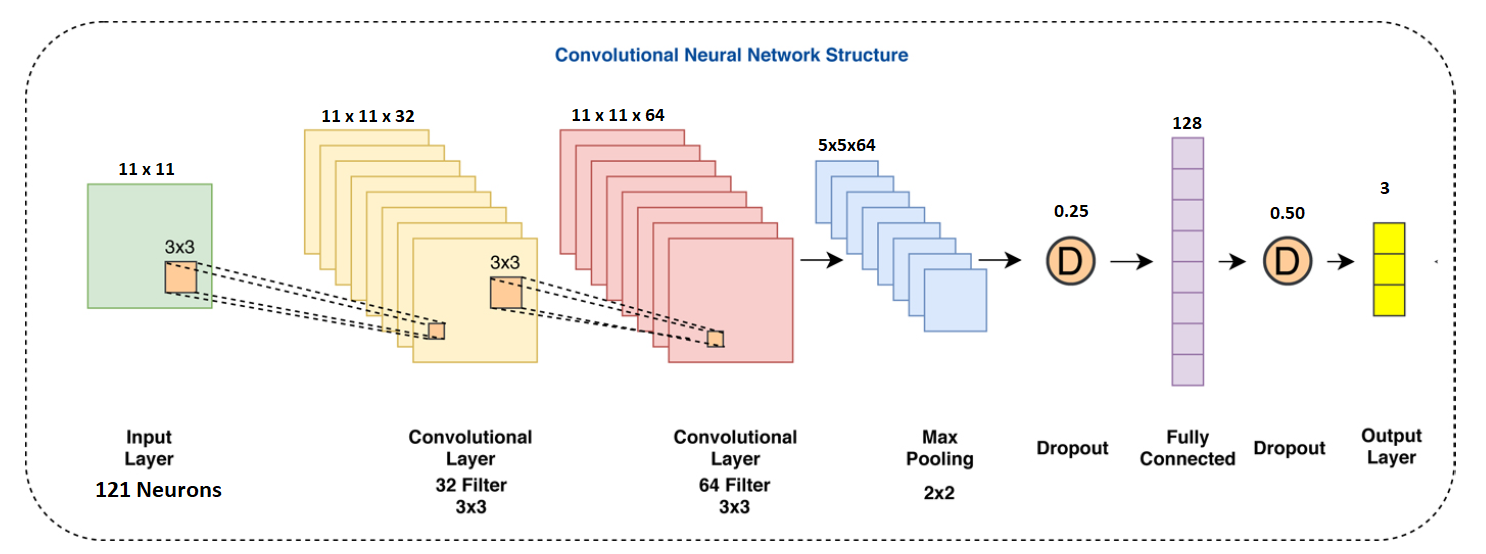 Convolutional Neural Network Structure
11 x 11
3x3
11 x 11 x 32
3x3
11 x 11 x 64
5x5x64
0.25
D
128
0.50
D
3
Input
Layer
121 Neurons
Convolutional
Layer
32 Filter
3x3
Convolutional
Layer
64 Filter
3x3
Max
Pooling
2x2
Dropout
Fully
Connected
Dropout
Output
Layer